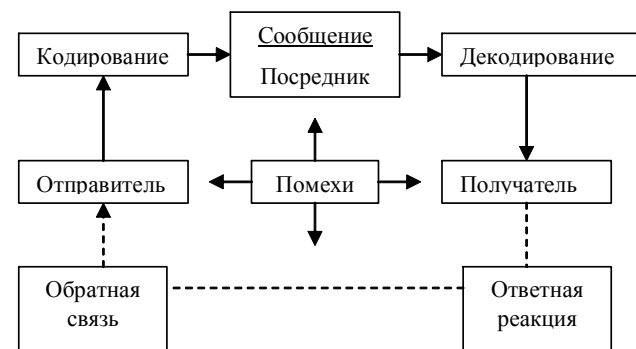 Кодирование
Сообщение
Посредник
Декодирование
Отправитель
Помехи
Получатель
Обратная
связь
Ответная
реакция